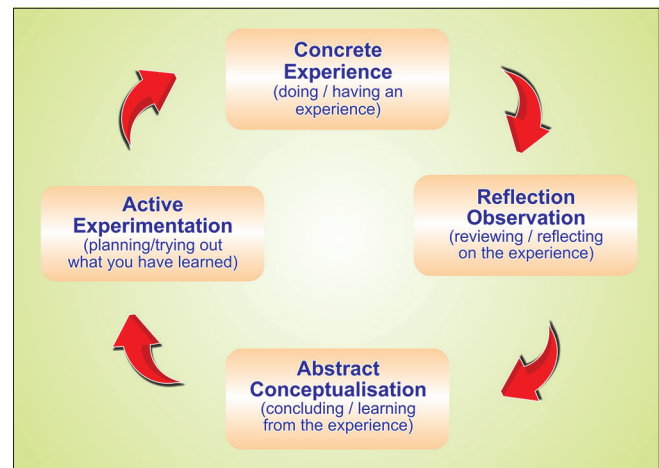 Concrete
Experience
(doing / having an
experience)
Reflection
Observation
(reviewing / reflecting
on the experience)
Abstract
Conceptualisation
(concluding / learning
from the experience)
Active
Experimentation
(planning/trying out
what you have learned)